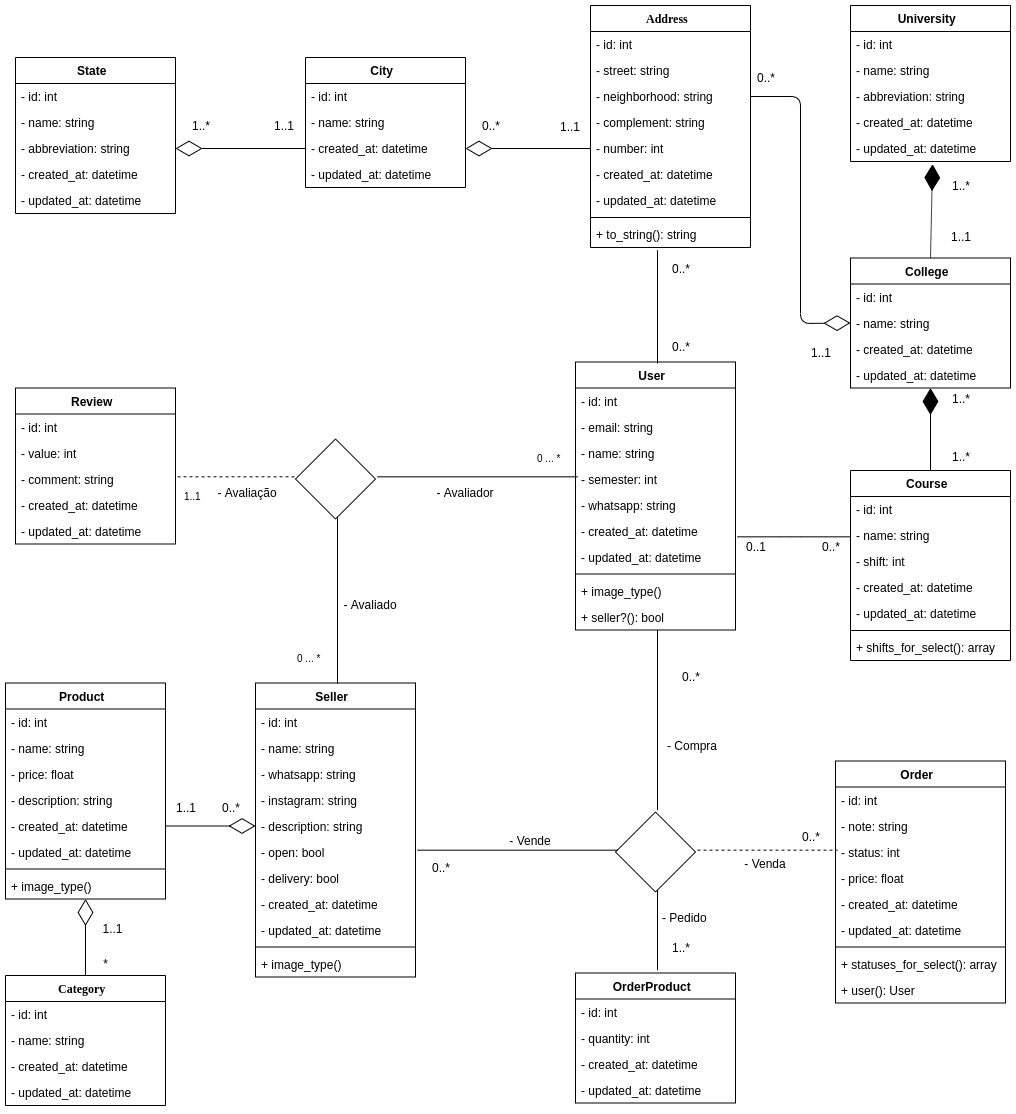 State
- id: int
- name: string
- abbreviation: string
- created_at: datetime
- updated_at: datetime
1..*
1..1
City
- id: int
- name: string
- created_at: datetime
- updated_at: datetime
0..*
1..1
Address
- id: int
- street: string
- neighborhood: string
- complement: string
- number: int
- created_at: datetime
- updated_at: datetime
+ to_string(): string
0..*
1..1
University
- id: int
- name: string
- abbreviation: string
- created_at: datetime
- updated_at: datetime
1..*
1..1
College
- id: int
- name: string
- created_at: datetime
- updated_at: datetime
1..*
1..*
0..*
0..*
Review
- id: int
- value: int
- comment: string
- created_at: datetime
- updated_at: datetime
1..1
- Avaliação
- Avaliador
0 ... *
- Avaliado
0 ... *
User
- id: int
- email: string
- name: string
- semester: int
- whatsapp: string
- created_at: datetime
- updated_at: datetime
+ image_type()
+ seller?(): bool
0..1
0..*
Course
- id: int
- name: string
- shift: int
- created_at: datetime
- updated_at: datetime
+ shifts_for_select(): array
0..*
- Compra
Product
- id: int
- name: string
- price: float
- description: string
- created_at: datetime
- updated_at: datetime
+ image_type()
1..1
0..*
Seller
- id: int
- name: string
- whatsapp: string
- instagram: string
- description: string
- open: bool
- delivery: bool
- created_at: datetime
- updated_at: datetime
+ image_type()
- Vende
0..*
- Venda
0..*
Order
- id: int
- note: string
- status: int
- price: float
- created_at: datetime
- updated_at: datetime
+ statuses_for_select(): array
+ user(): User
- Pedido
1..*
1..1
*
Category
- id: int
- name: string
- created_at: datetime
- updated_at: datetime
OrderProduct
- id: int
- quantity: int
- created_at: datetime
- updated_at: datetime